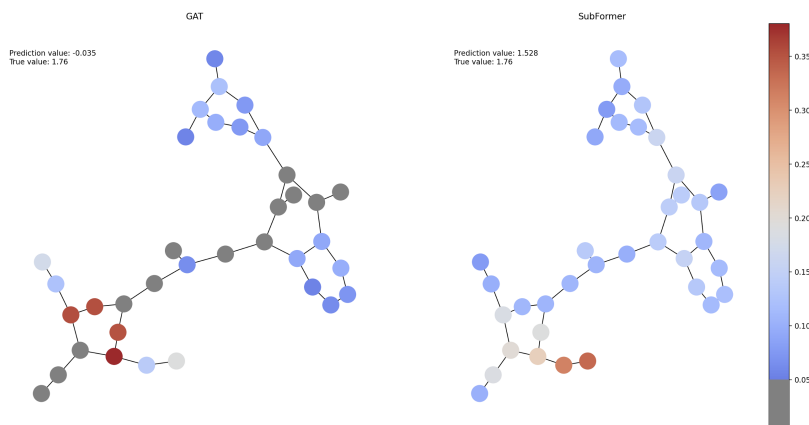 GAT
Prediction value: -0.035
True value: 1.76
SubFormer
Prediction value: 1.528
True value: 1.76
0.35
0.30
0.25
0.20
0.15
0.10
0.05